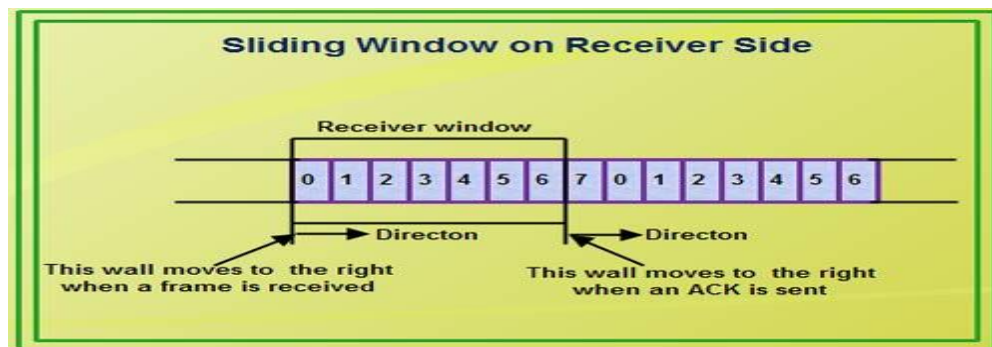 Sliding Window on Receiver Side
Receiver window
0 1 2 3 4 5 6 7 0 1 2 3 4 5 6
Directon
Directon
This wall moves to the right
when a frame is received
This wall moves to the right
when an ACK is sent